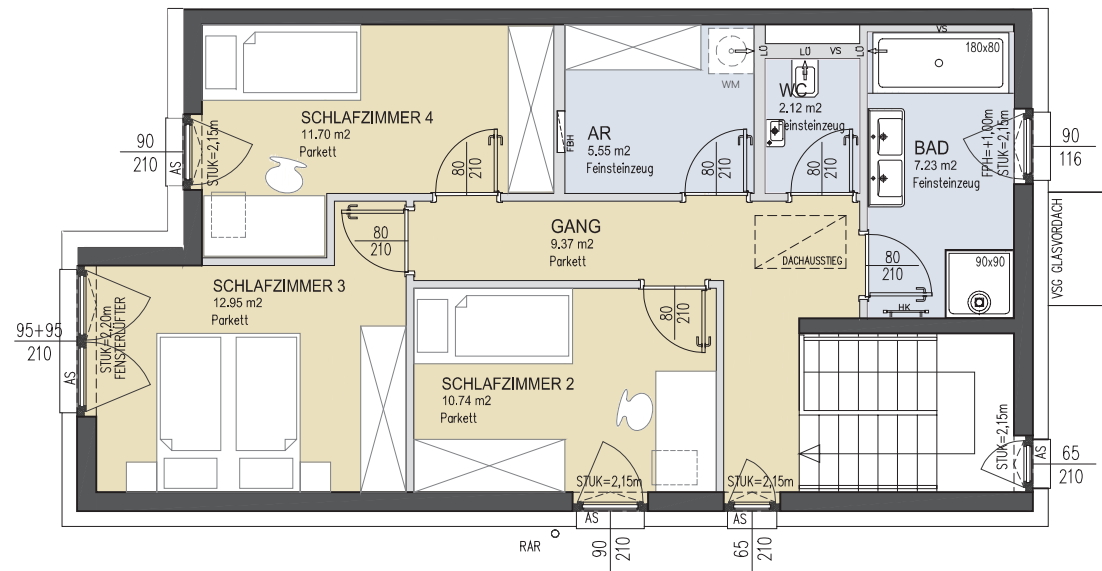 VS
180x80
LÜ
LÜ
VS
LÜ
WM
WC
2.12 m2
Feinsteinzeug
SCHLAFZIMMER 4
11.70 m2
Parkett
AR
5.55 m2
Feinsteinzeug
FBH
BAD
7.23 m2
Feinsteinzeug
90
210
AS
STUK=2,15m
80
210
80
210
80
210
FPH=+1,00m
STUK=2,15m
90
116
VSG GLASVORDACH
GANG
9.37 m2
Parkett
DACHAUSSTIEG
80
210
80
210
90x90
HK
SCHLAFZIMMER 3
12.95 m2
Parkett
95+95
210
AS
STUK=2,20m
FENSTERLÜFTER
80
210
SCHLAFZIMMER 2
10.74 m2
Parkett
STUK=2,15m
STUK=2,15m
STUK=2,15m
AS
65
210
AS
AS
RAR
90
210
65
210